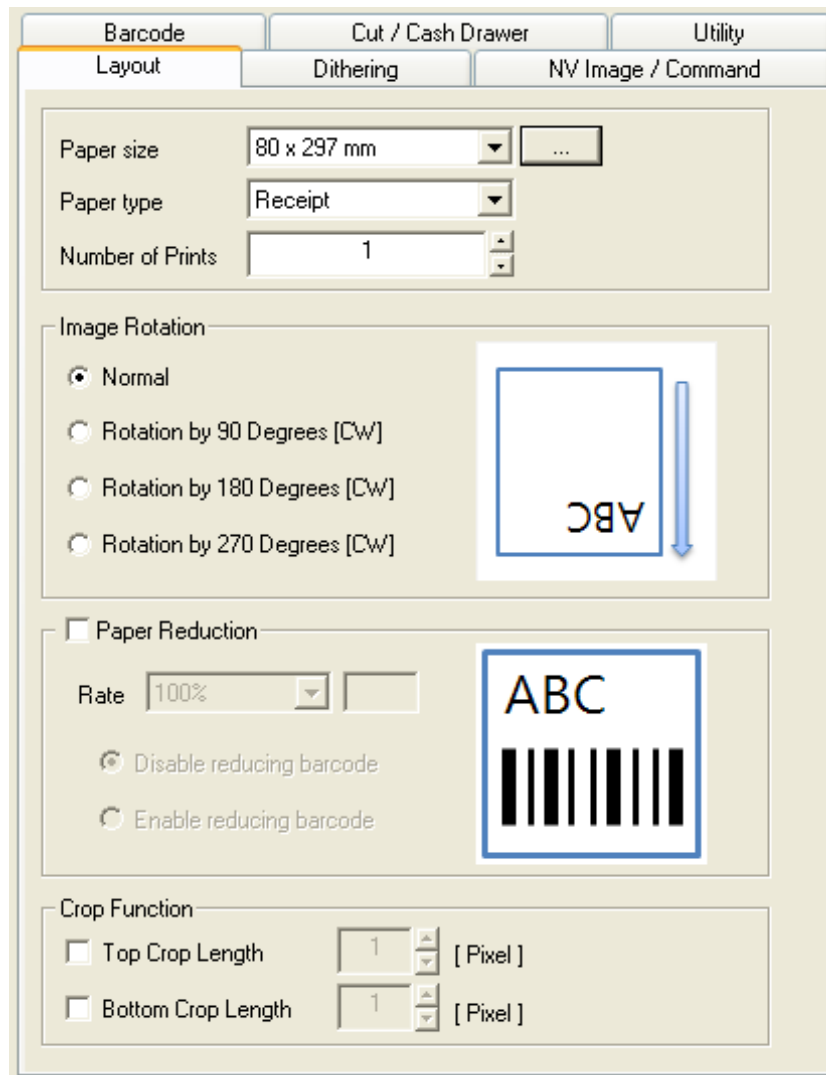 Barcode
Cut / Cash Drawer
Utility
Layout
Dithering
NV Image / Command
Paper size
80 x 297 mm
...
Paper type
Receipt
Number of Prints
1
Image Rotation
Normal
Rotation by 90 Degrees [CW]
Rotation by 180 Degrees [CW]
Rotation by 270 Degrees [CW]
ABC
Paper Reduction
Rate
100%
Disable reducing barcode
Enable reducing barcode
ABC
Crop Function
Top Crop Length
1
[ Pixel ]
Bottom Crop Length
1
[ Pixel ]